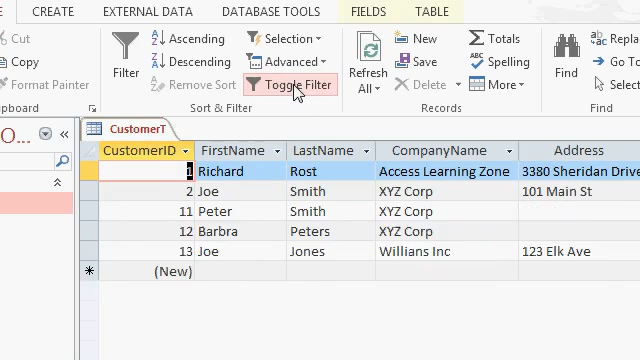 CREATE EXTERNAL DATA DATABASE TOOLS FIELDS TABLE
Cut
Copy
Format Painter
Filter
Ascending
Descending
Remove Sort
Selection
Advanced
Toggle Filter
Sort & Filter
Refresh
All
New
Save
Delete
Totals
Spelling
More
Records
Find
Go To
Find
CustomerT
CustomerID FirstName LastName CompanyName Address
1 Richard Rost Access Learning Zone 3380 Sheridan Drive
2 Joe Smith XYZ Corp 101 Main St
11 Peter Smith XYZ Corp
12 Barbra Peters XYZ Corp
13 Joe Jones Willians Inc 123 Elk Ave
(New)